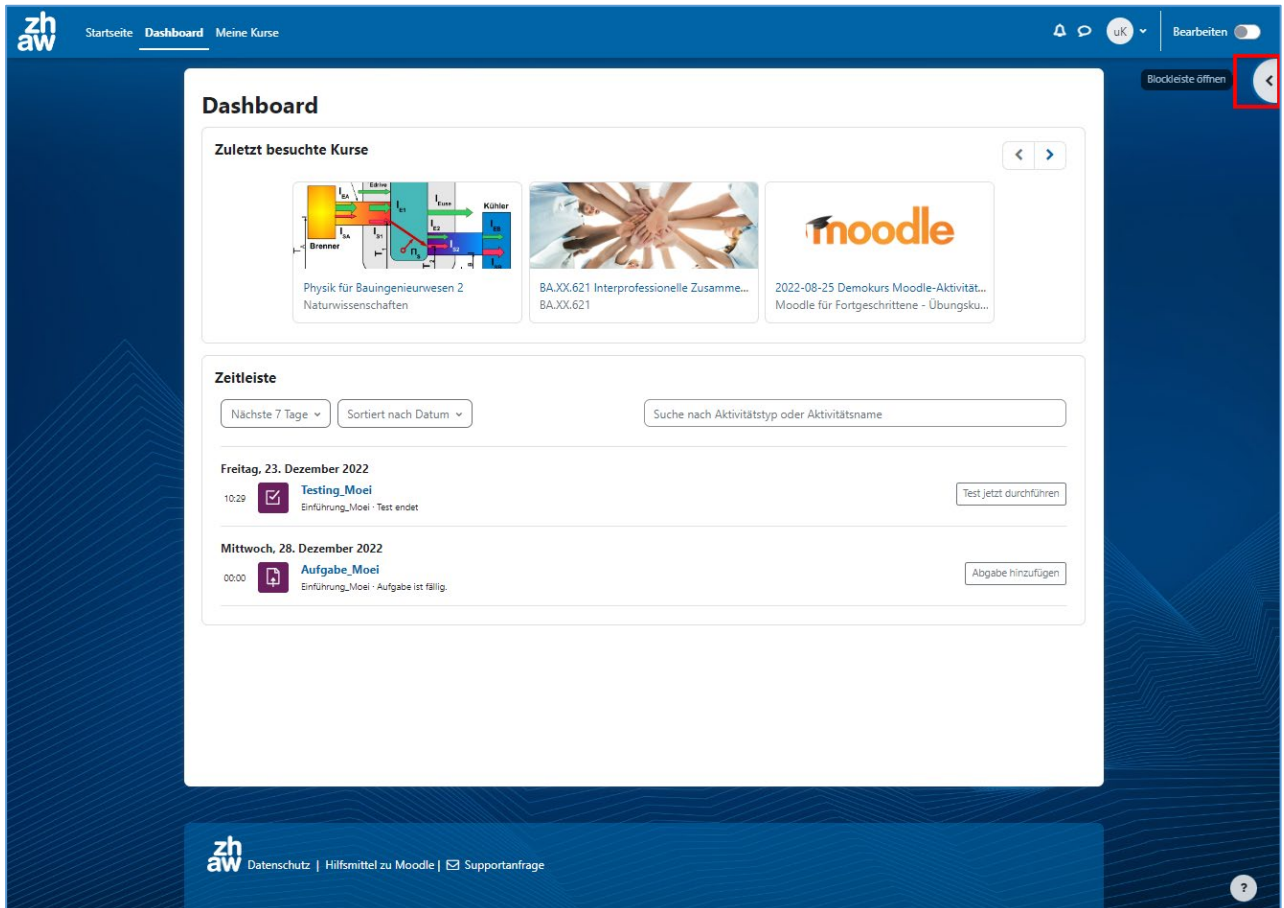 zh
aw
Startseite Dashboard Meine Kurse
uK
Bearbeiten
Blockleiste öffnen
Dashboard
Zuletzt besuchte Kurse
Brenner
Kühler
moodle
Physik für Bauingenieurwesen 2
Naturwissenschaften
BA.XX.621 Interprofessionelle Zusamme...
BA.XX.621
2022-08-25 Demokurs Moodle-Aktivität...
Moodle für Fortgeschrittene - Übungsku...
Zeitleiste
Nächste 7 Tage
Sortiert nach Datum
Suche nach Aktivitätstyp oder Aktivitätsname
Freitag, 23. Dezember 2022
10:29
Testing_Moei
Einführung_Moei · Test endet
Test jetzt durchführen
Mittwoch, 28. Dezember 2022
00:00
Aufgabe_Moei
Einführung_Moei · Aufgabe ist fällig.
Abgabe hinzufügen
zh
aw
Datenschutz | Hilfsmittel zu Moodle | Supportanfrage
?